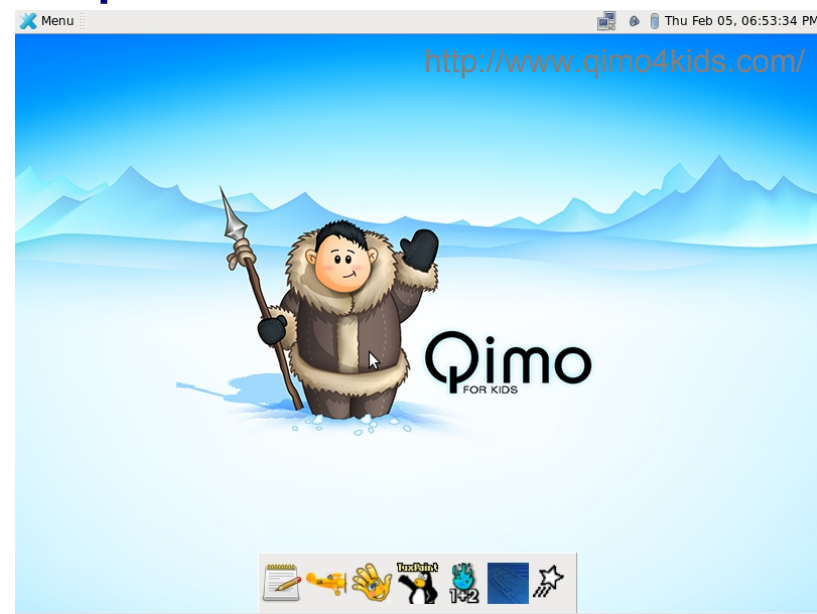 Menu
Thu Feb 05, 06:53:34 PM
http://www.qimo4kids.com/
Qimo
FOR KIDS
TuxPaint
1+2